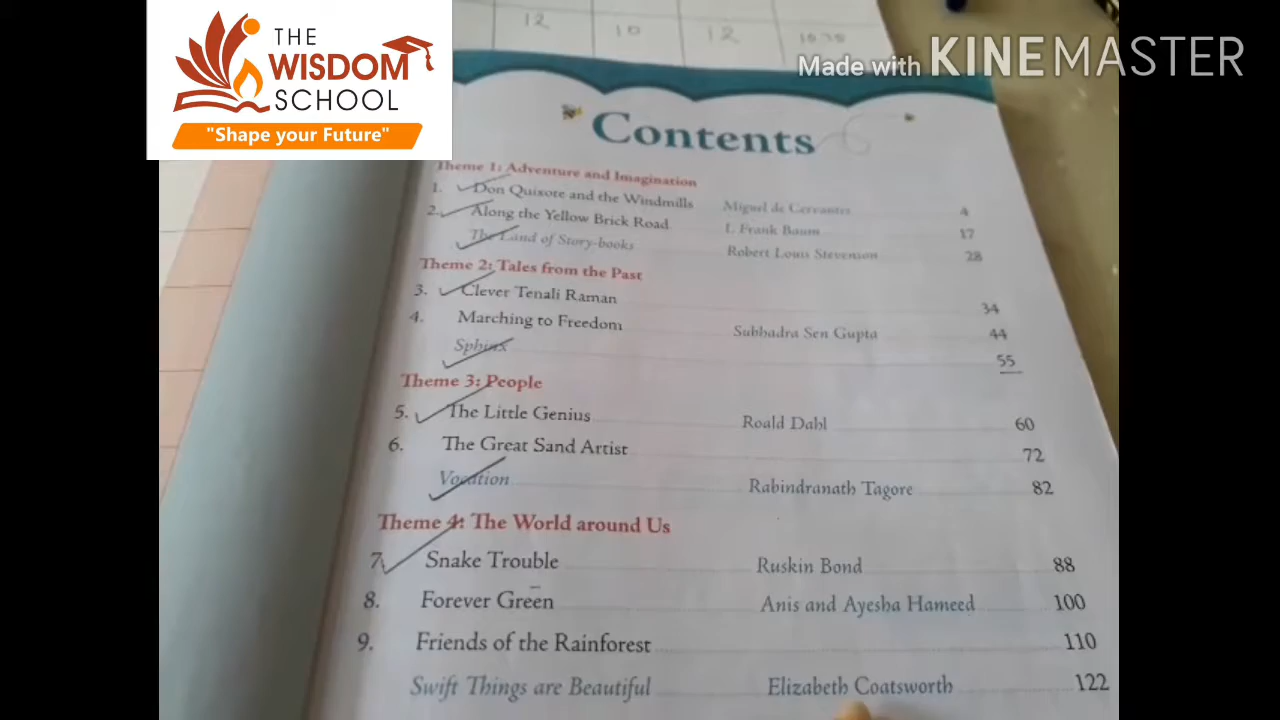 THE
WISDOM
SCHOOL
"Shape your Future"
Made with KINEMASTER
12 10 12
Contents
Theme 1: Adventure and Imagination
1. Don Quixote and the Windmills Miguel de Cervantes 4
2. Along the Yellow Brick Road L Frank Baum 17
The Land of Story-books Robert Louis Stevenson 28
Theme 2: Tales from the Past
3. Clever Tenali Raman 34
4. Marching to Freedom Subhadra Sen Gupta 44
Sphinx 55
Theme 3: People
5. The Little Genius Roald Dahl 60
6. The Great Sand Artist 72
Vocation Rabindranath Tagore 82
Theme 4: The World around Us
7. Snake Trouble Ruskin Bond 88
8. Forever Green Anis and Ayesha Hameed 100
9. Friends of the Rainforest 110
Swift Things are Beautiful Elizabeth Coatsworth 122